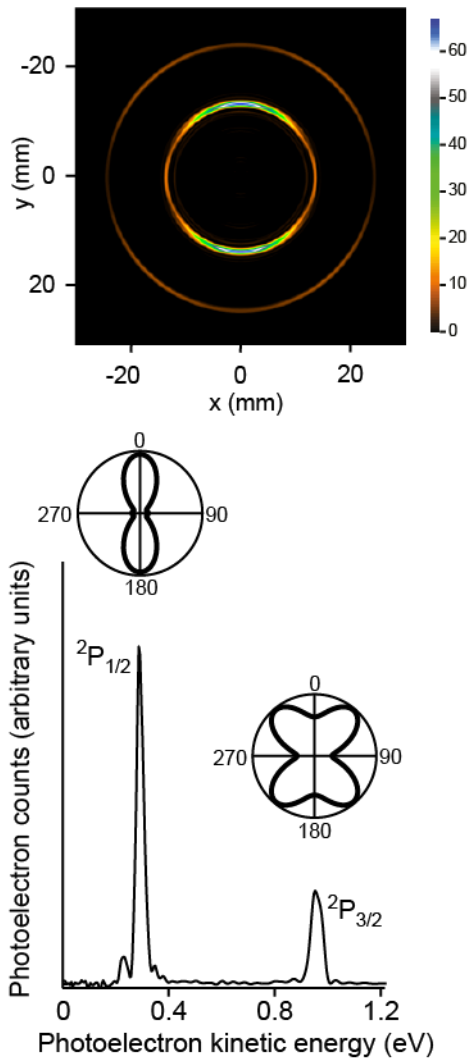 -20
0
20
y (mm)
-20 0 20
x (mm)
60
50
40
30
20
10
0
0
270 90
180
²P₁/₂
0
270 90
180
²P₃/₂
Photoelectron counts (arbitrary units)
0 0.4 0.8 1.2
Photoelectron kinetic energy (eV)